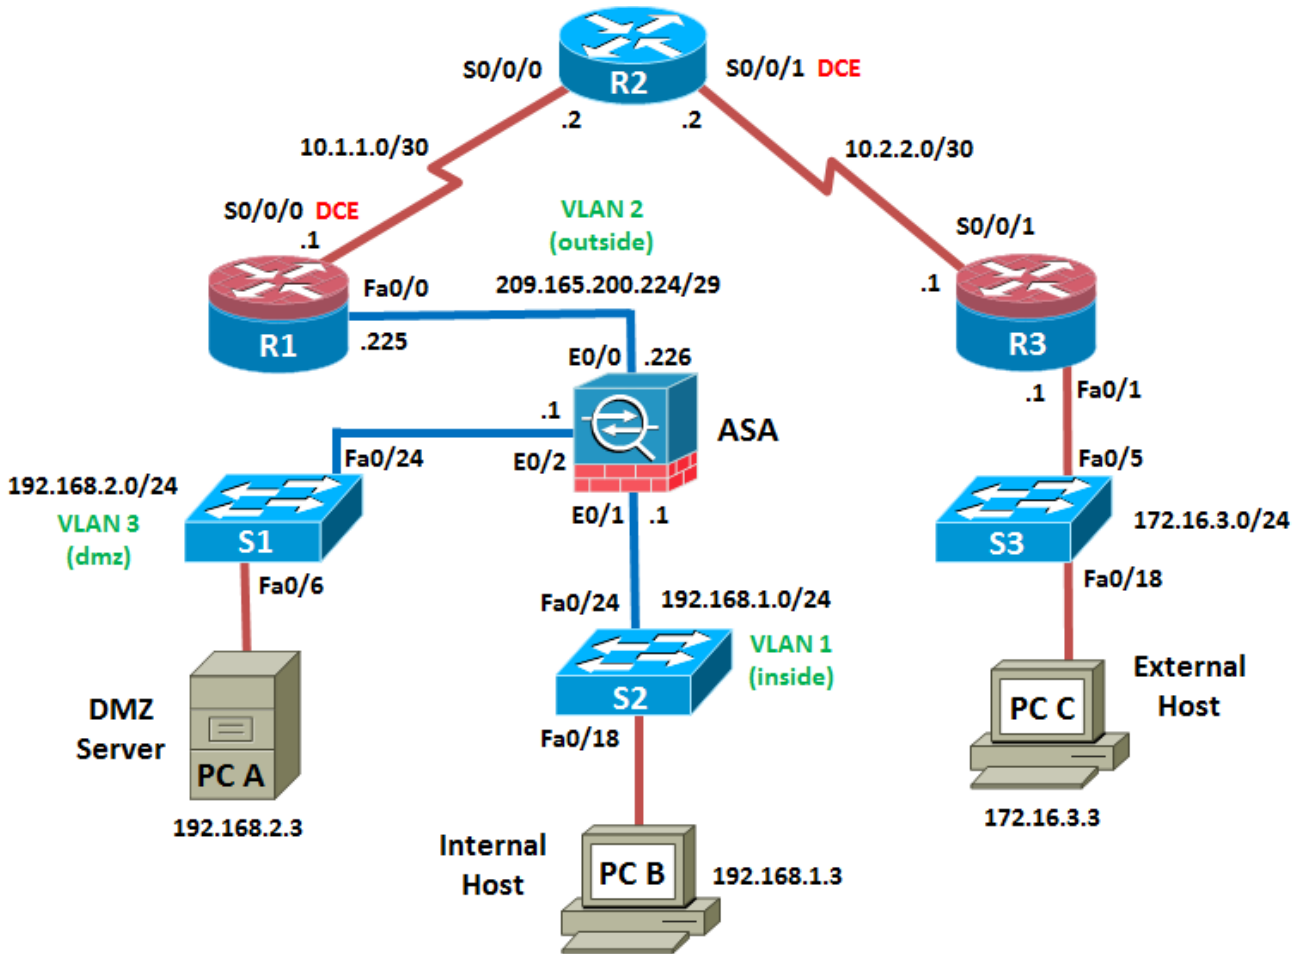 R2
S0/0/0
S0/0/1 DCE
.2
.2
10.1.1.0/30
10.2.2.0/30
S0/0/0 DCE
.1
VLAN 2
(outside)
209.165.200.224/29
S0/0/1
.1
Fa0/0
.225
R1
R3
E0/0
.226
.1
Fa0/1
.1
ASA
Fa0/24
E0/2
Fa0/5
192.168.2.0/24
VLAN 3
(dmz)
S1
E0/1
.1
S3
172.16.3.0/24
Fa0/6
Fa0/18
Fa0/24
192.168.1.0/24
VLAN 1
(inside)
S2
Fa0/18
DMZ
Server
PC A
192.168.2.3
External
Host
PC C
172.16.3.3
Internal
Host
PC B
192.168.1.3